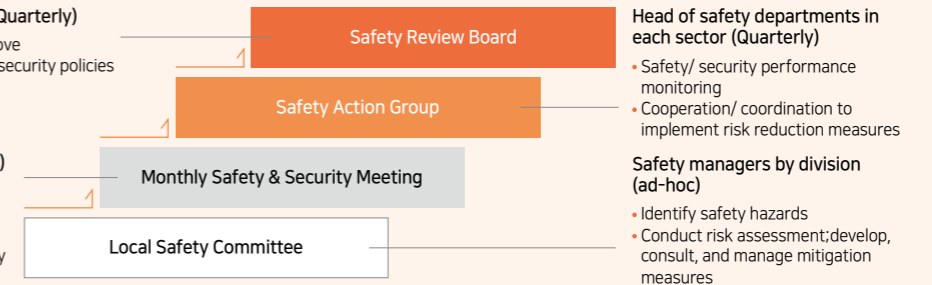 Quarterly)
security policies
Safety Review Board
Safety Action Group
Monthly Safety & Security Meeting
Local Safety Committee
Head of safety departments in
each sector (Quarterly)
• Safety/ security performance
monitoring
• Cooperation/ coordination to
implement risk reduction measures
Safety managers by division
(ad-hoc)
• Identify safety hazards
• Conduct risk assessment;develop,
consult, and manage mitigation
measures